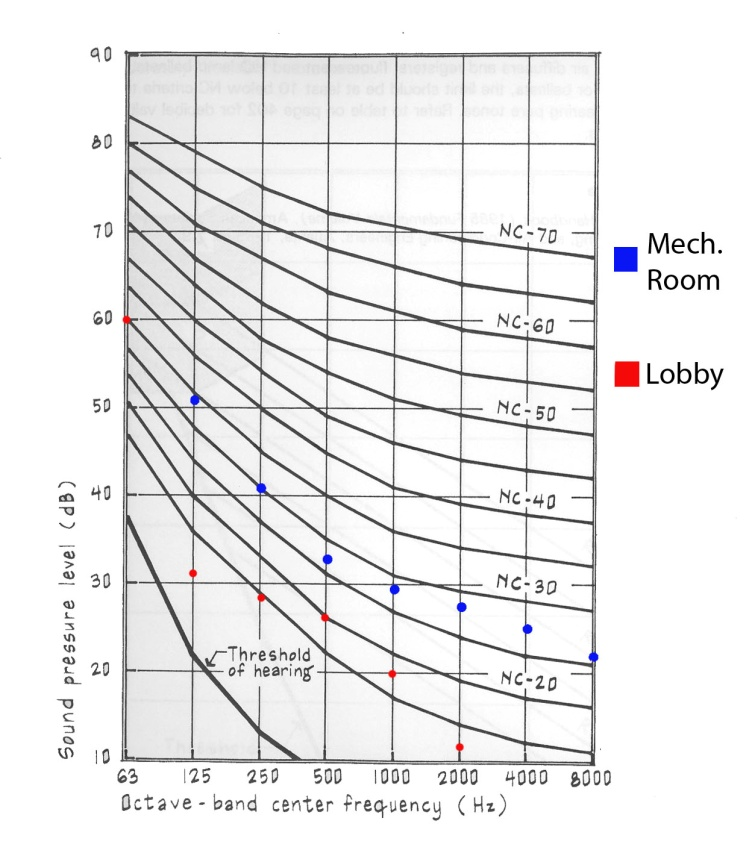 90
80
70
60
50
40
30
20
10
Sound pressure level (dB)
NC-70
NC-60
NC-50
NC-40
NC-30
NC-20
Threshold
of hearing
63 125 250 500 1000 2000 4000 8000
Octave-band center frequency (Hz)
Mech.
Room
Lobby